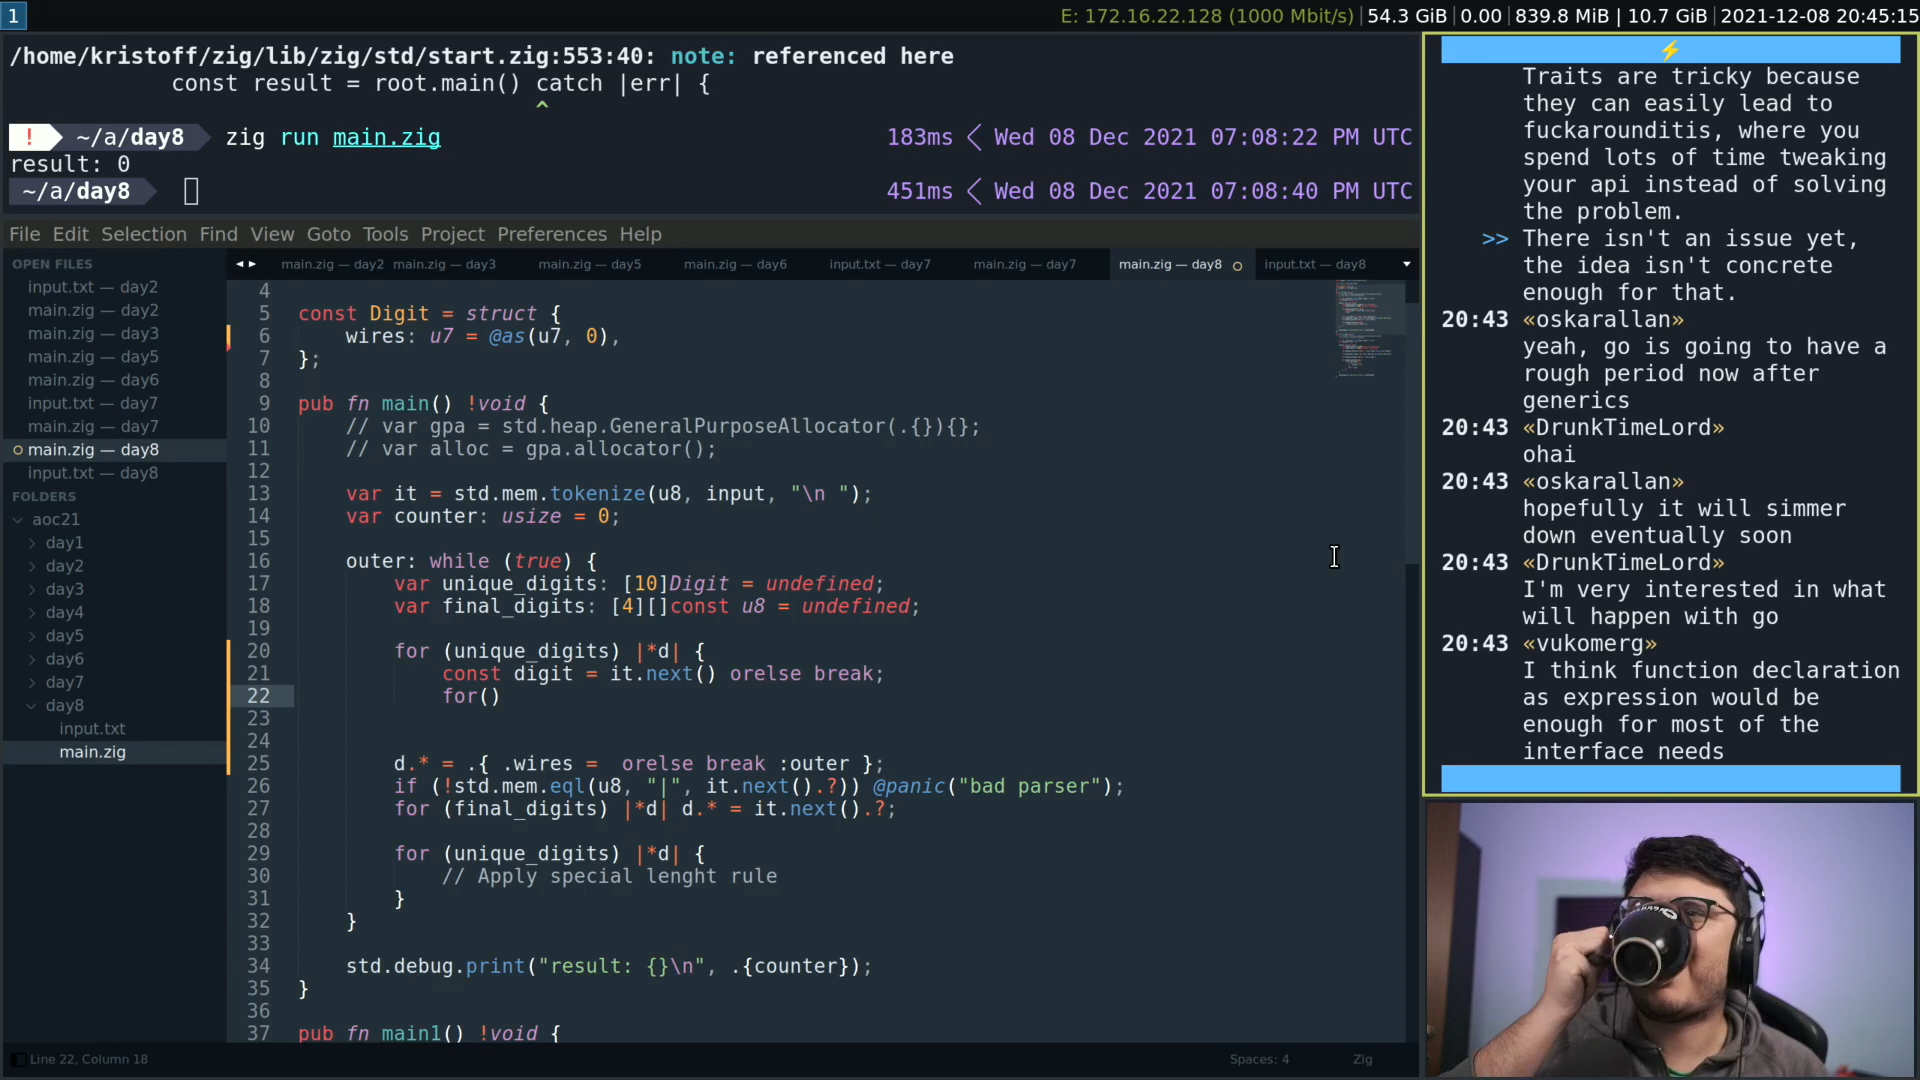 1
E: 172.16.22.128 (1000 Mbit/s) | 54.3 GiB | 0.00 | 839.8 MiB | 10.7 GiB | 2021-12-08 20:45:15
/home/kristoff/zig/lib/zig/std/start.zig:553:40: note: referenced here
const result = root.main() catch |err| {
^
! ~/a/day8 zig run main.zig 183ms < Wed 08 Dec 2021 07:08:22 PM UTC
result: 0
~/a/day8 451ms < Wed 08 Dec 2021 07:08:40 PM UTC
File Edit Selection Find View Goto Tools Project Preferences Help
OPEN FILES
input.txt — day2
main.zig — day2
main.zig — day3
main.zig — day5
main.zig — day6
input.txt — day7
main.zig — day7
main.zig — day8
input.txt — day8
FOLDERS
aoc21
day1
day2
day3
day4
day5
day6
day7
day8
input.txt
main.zig
main.zig — day2 main.zig — day3 main.zig — day5 main.zig — day6 input.txt — day7 main.zig — day7 main.zig — day8 input.txt — day8
4
5 const Digit = struct {
6 wires: u7 = @as(u7, 0),
7 };
8
9 pub fn main() !void {
10 // var gpa = std.heap.GeneralPurposeAllocator(.{}){};
11 // var alloc = gpa.allocator();
12
13 var it = std.mem.tokenize(u8, input, "\n ");
14 var counter: usize = 0;
15
16 outer: while (true) {
17 var unique_digits: [10]Digit = undefined;
18 var final_digits: [4][]const u8 = undefined;
19
20 for (unique_digits) |*d| {
21 const digit = it.next() orelse break;
22 for()
23
24
25 d.* = .{ .wires =  orelse break :outer };
26 if (!std.mem.eql(u8, "|", it.next().?)) @panic("bad parser");
27 for (final_digits) |*d| d.* = it.next().?;
28
29 for (unique_digits) |*d| {
30 // Apply special lenght rule
31 }
32 }
33
34 std.debug.print("result: {}\n", .{counter});
35 }
36
37 pub fn main1() !void {
Line 22, Column 18
Spaces: 4
Zig
⚡
Traits are tricky because
they can easily lead to
fuckarounditis, where you
spend lots of time tweaking
your api instead of solving
the problem.
>> There isn't an issue yet,
the idea isn't concrete
enough for that.
20:43 «oskarallan»
yeah, go is going to have a
rough period now after
generics
20:43 «DrunkTimeLord»
ohai
20:43 «oskarallan»
hopefully it will simmer
down eventually soon
20:43 «DrunkTimeLord»
I'm very interested in what
will happen with go
20:43 «vukomerg»
I think function declaration
as expression would be
enough for most of the
interface needs